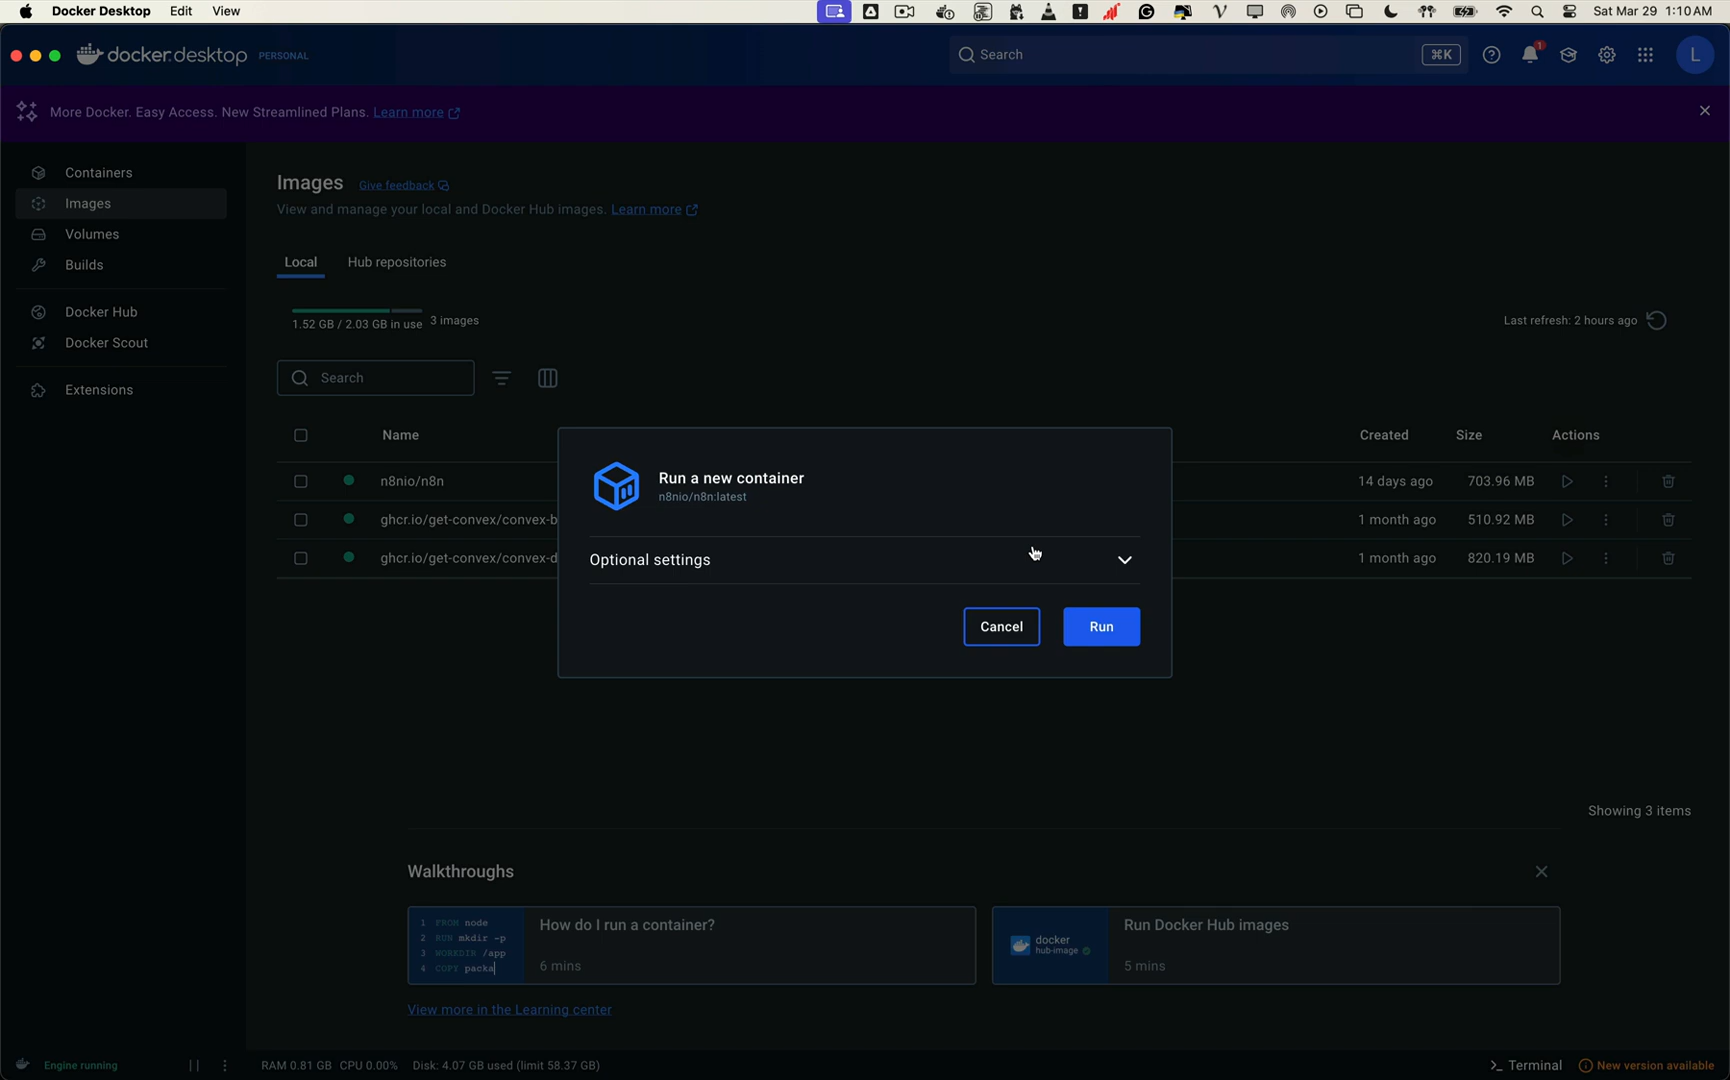 Docker Desktop Edit View Sat Mar 29 1:10 AM
docker.desktop PERSONAL Search ⌘K 1 L
More Docker. Easy Access. New Streamlined Plans. Learn more
Containers
Images
Volumes
Builds
Docker Hub
Docker Scout
Extensions
Images Give feedback
View and manage your local and Docker Hub images. Learn more
Local Hub repositories
1.52 GB / 2.03 GB in use 3 images
Last refresh: 2 hours ago
Search
Name Created Size Actions
n8nio/n8n 14 days ago 703.96 MB
ghcr.io/get-convex/convex-b 1 month ago 510.92 MB
ghcr.io/get-convex/convex-d 1 month ago 820.19 MB
Run a new container
n8nio/n8n:latest
Optional settings
Cancel Run
Showing 3 items
Walkthroughs
1 FROM node
2 RUN mkdir -p
3 WORKDIR /app
4 COPY packa
How do I run a container?
6 mins
docker
hub-image
Run Docker Hub images
5 mins
View more in the Learning center
Engine running RAM 0.81 GB CPU 0.00% Disk: 4.07 GB used (limit 58.37 GB) >_ Terminal New version available